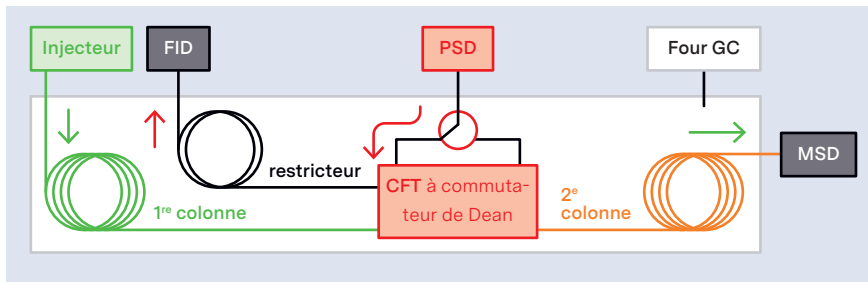 Injecteur
FID
PSD
Four GC
MSD
restricteur
1re colonne
CFT à commuta-
teur de Dean
2e
colonne